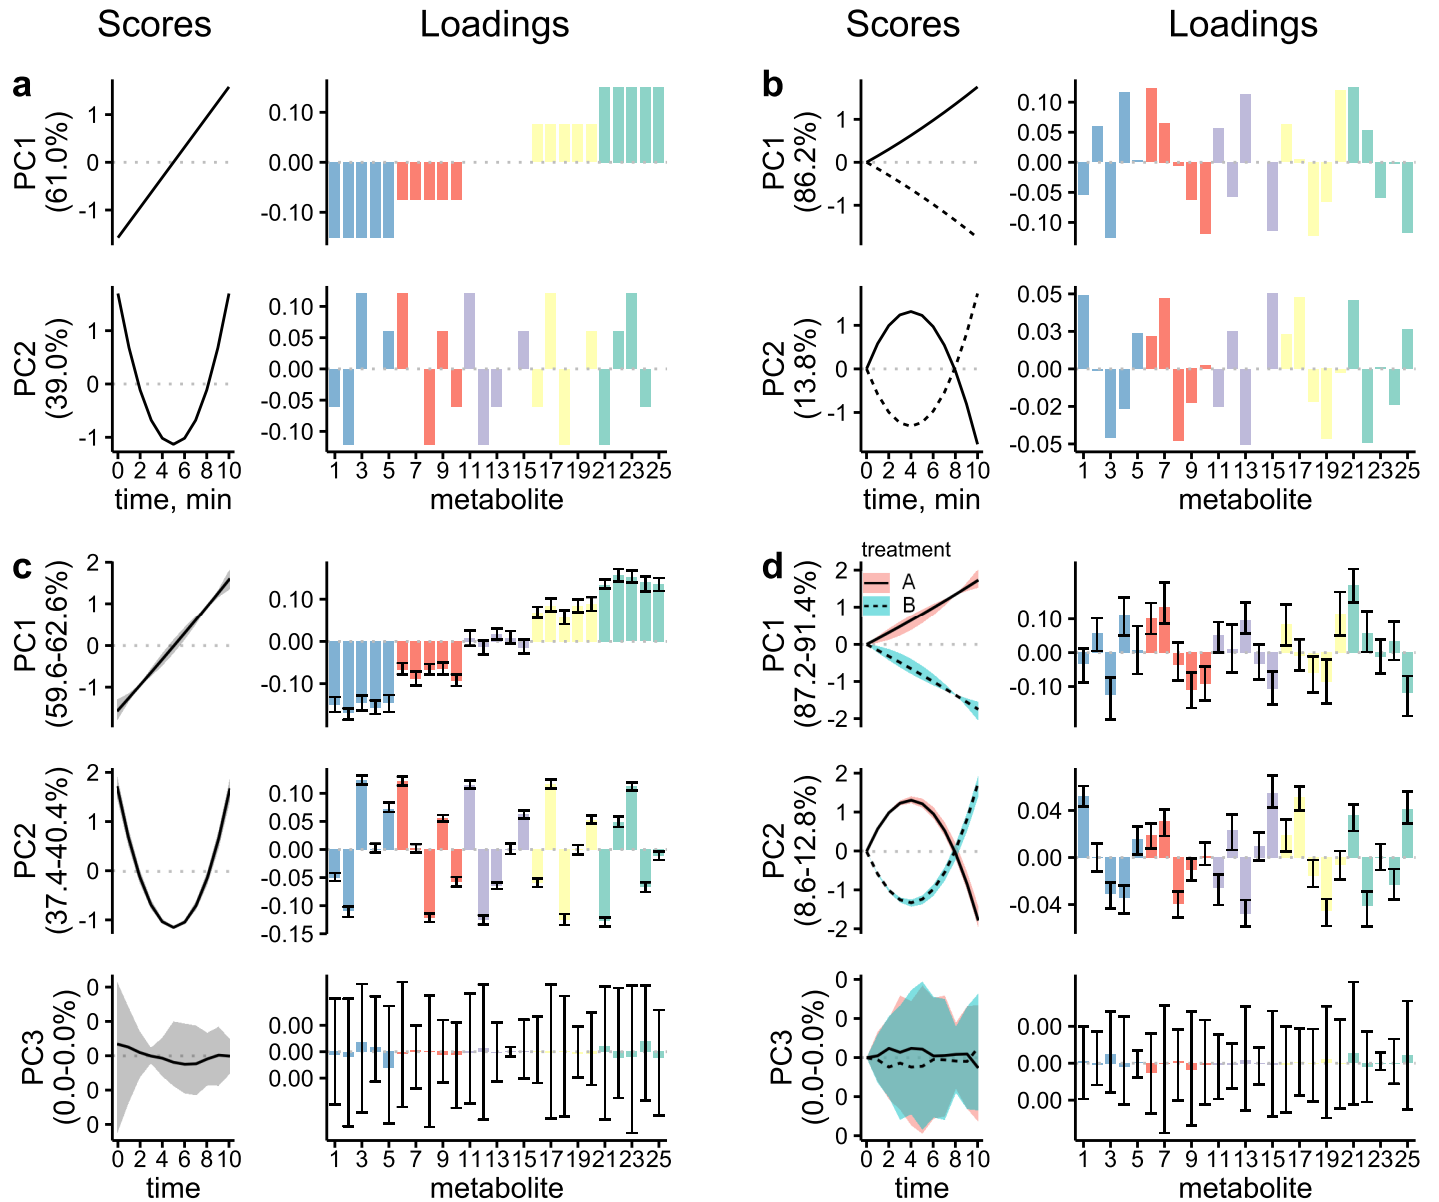 Scores Loadings Scores Loadings
a
PC1
(61.0%)
1
0
-1
0.10
0.00
-0.10
b
PC1
(86.2%)
1
0
-1
0.10
0.05
0.00
-0.05
-0.10
PC2
(39.0%)
1
0
-1
0 2 4 6 8 10
time, min
0.10
0.05
0.00
-0.05
-0.10
1 3 5 7 9 11 13 15 17 19 21 23 25
metabolite
PC2
(13.8%)
1
0
-1
0 2 4 6 8 10
time, min
0.05
0.03
0.00
-0.02
-0.05
1 3 5 7 9 11 13 15 17 19 21 23 25
metabolite
c
PC1
(59.6-62.6%)
2
1
0
-1
0.10
0.00
-0.10
d
treatment
A
B
PC1
(87.2-91.4%)
2
1
0
-1
-2
0.10
0.00
-0.10
PC2
(37.4-40.4%)
2
1
0
-1
0.10
0.05
0.00
-0.05
-0.10
-0.15
PC2
(8.6-12.8%)
2
1
0
-1
-2
0.04
0.00
-0.04
PC3
(0.0-0.0%)
0
0
0
0
0
0 2 4 6 8 10
time
0.00
0.00
0.00
1 3 5 7 9 11 13 15 17 19 21 23 25
metabolite
PC3
(0.0-0.0%)
0
0
0
0
0
0 2 4 6 8 10
time
0.00
0.00
0.00
1 3 5 7 9 11 13 15 17 19 21 23 25
metabolite